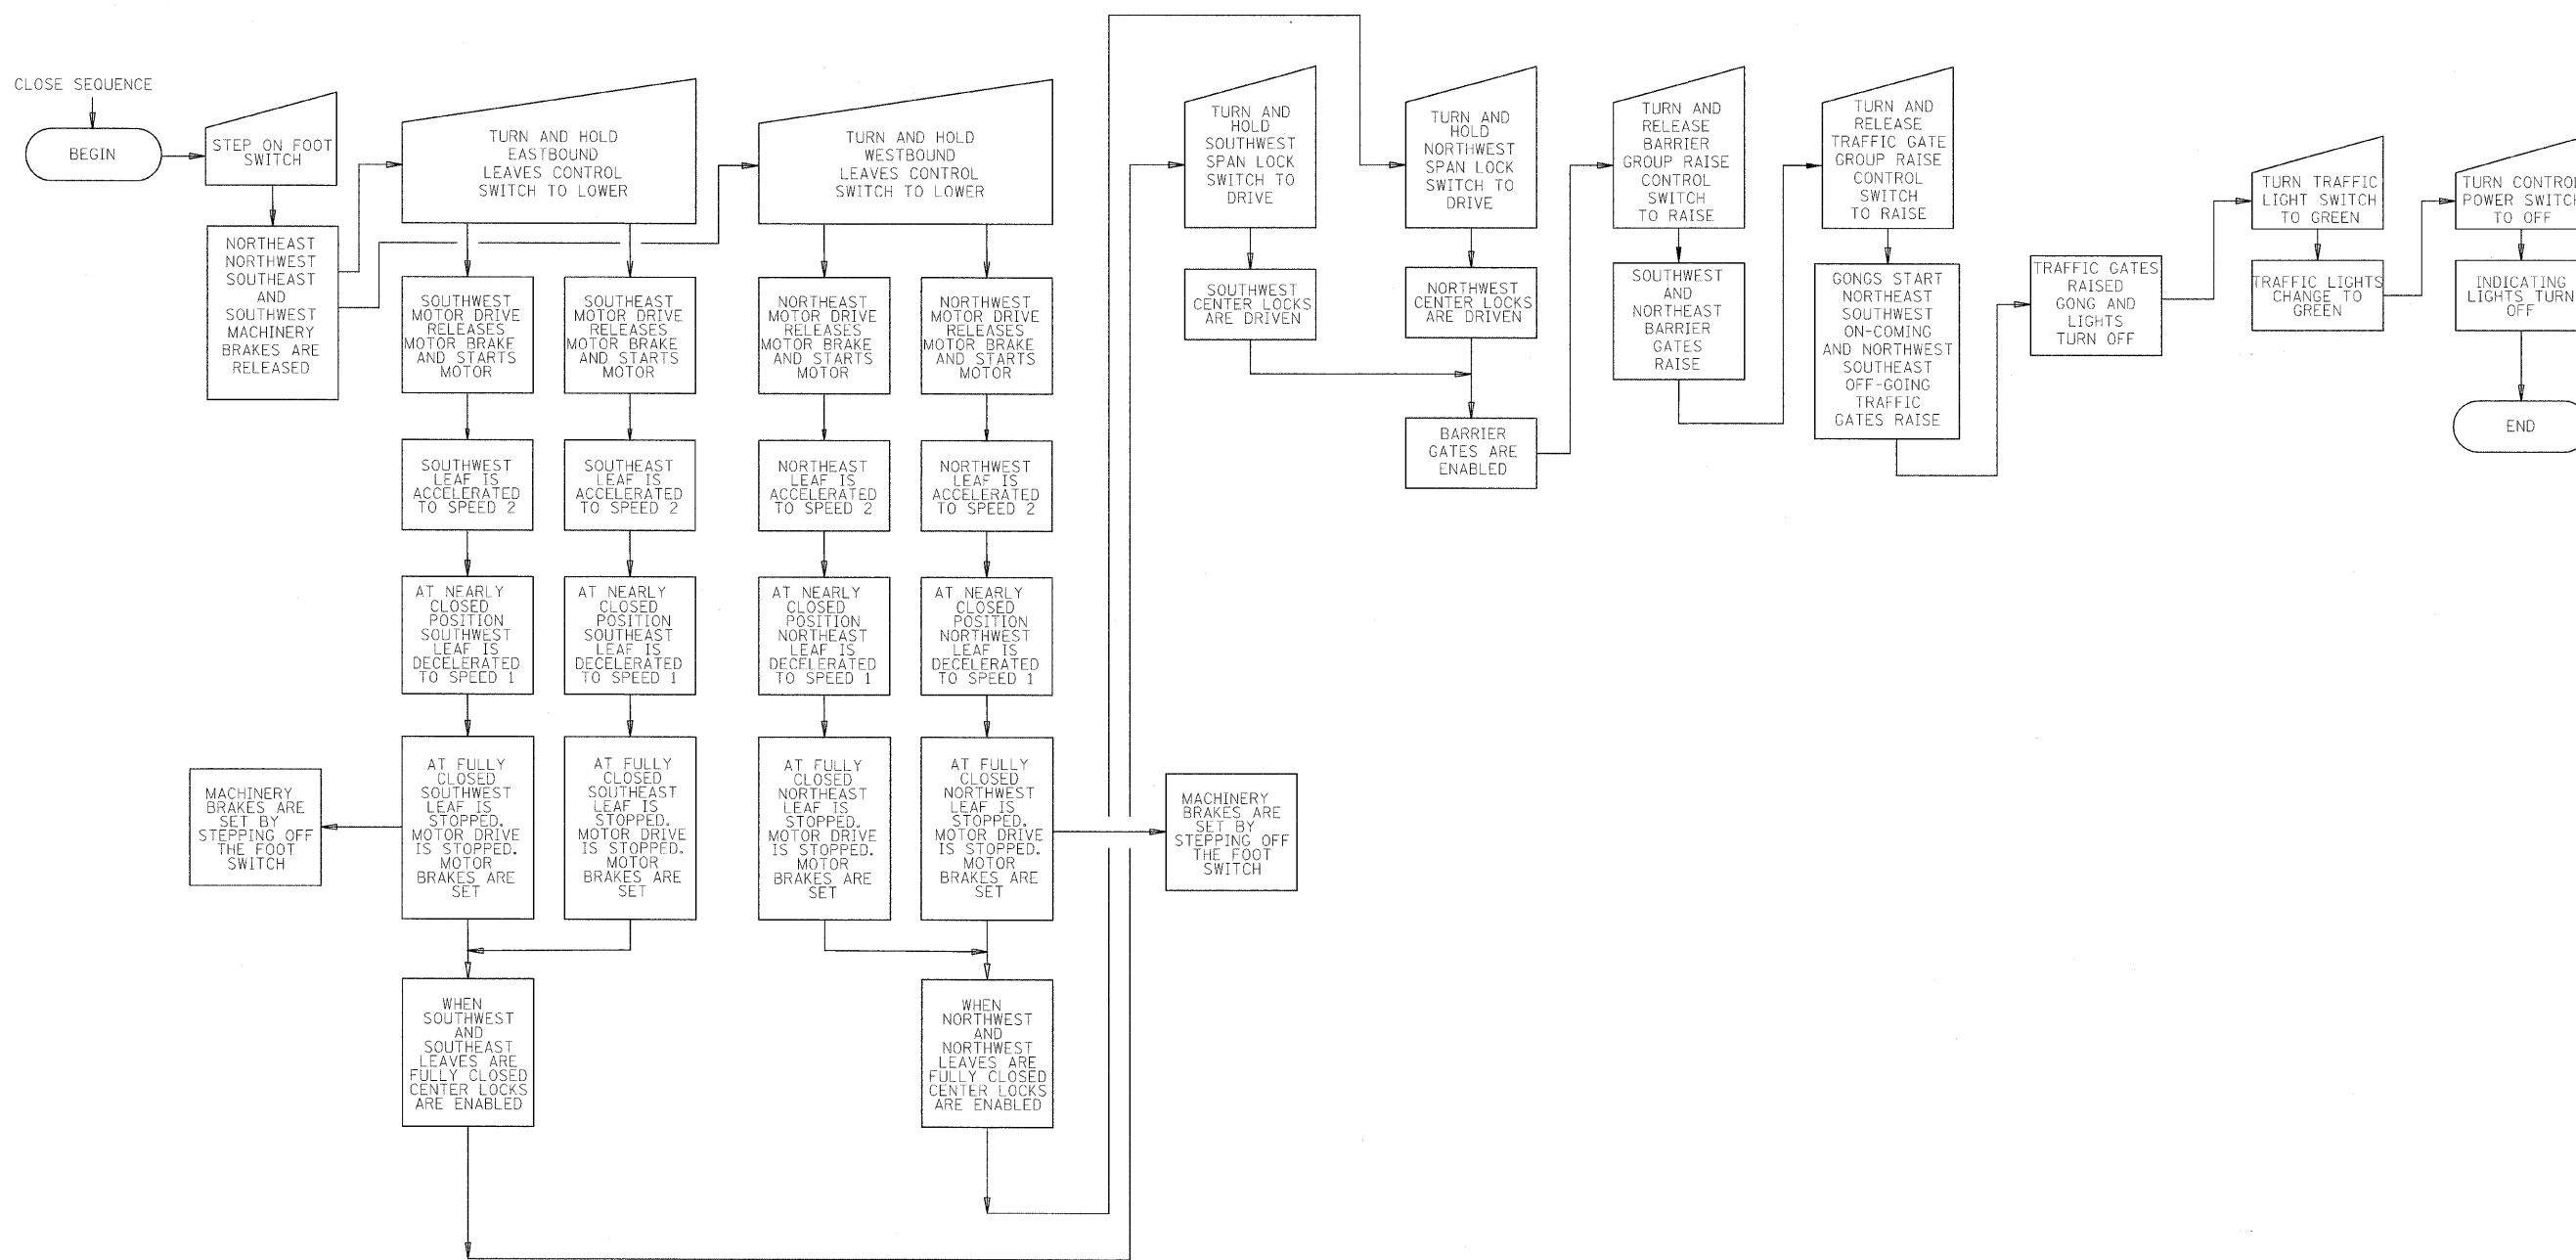 CLOSE SEQUENCE
BEGIN
STEP ON FOOT
SWITCH
NORTHEAST
NORTHWEST
SOUTHEAST
AND
SOUTHWEST
MACHINERY
BRAKES ARE
RELEASED
TURN AND HOLD
EASTBOUND
LEAVES CONTROL
SWITCH TO LOWER
SOUTHWEST
MOTOR DRIVE
RELEASES
MOTOR BRAKE
AND STARTS
MOTOR
SOUTHWEST
LEAF IS
ACCELERATED
TO SPEED 2
AT NEARLY
CLOSED
POSITION
SOUTHWEST
LEAF IS
DECELERATED
TO SPEED 1
AT FULLY
CLOSED
SOUTHWEST
LEAF IS
STOPPED.
MOTOR DRIVE
IS STOPPED.
MOTOR
BRAKES ARE
SET
MACHINERY
BRAKES ARE
SET BY
STEPPING OFF
THE FOOT
SWITCH
SOUTHEAST
MOTOR DRIVE
RELEASES
MOTOR BRAKE
AND STARTS
MOTOR
SOUTHEAST
LEAF IS
ACCELERATED
TO SPEED 2
AT NEARLY
CLOSED
POSITION
SOUTHEAST
LEAF IS
DECELERATED
TO SPEED 1
AT FULLY
CLOSED
SOUTHEAST
LEAF IS
STOPPED.
MOTOR DRIVE
IS STOPPED.
MOTOR
BRAKES ARE
SET
WHEN
SOUTHWEST
AND
SOUTHEAST
LEAVES ARE
FULLY CLOSED
CENTER LOCKS
ARE ENABLED
TURN AND HOLD
WESTBOUND
LEAVES CONTROL
SWITCH TO LOWER
NORTHEAST
MOTOR DRIVE
RELEASES
MOTOR BRAKE
AND STARTS
MOTOR
NORTHEAST
LEAF IS
ACCELERATED
TO SPEED 2
AT NEARLY
CLOSED
POSITION
NORTHEAST
LEAF IS
DECELERATED
TO SPEED 1
AT FULLY
CLOSED
NORTHEAST
LEAF IS
STOPPED.
MOTOR DRIVE
IS STOPPED.
MOTOR
BRAKES ARE
SET
NORTHWEST
MOTOR DRIVE
RELEASES
MOTOR BRAKE
AND STARTS
MOTOR
NORTHWEST
LEAF IS
ACCELERATED
TO SPEED 2
AT NEARLY
CLOSED
POSITION
NORTHWEST
LEAF IS
DECELERATED
TO SPEED 1
AT FULLY
CLOSED
NORTHWEST
LEAF IS
STOPPED.
MOTOR DRIVE
IS STOPPED.
MOTOR
BRAKES ARE
SET
WHEN
NORTHWEST
AND
NORTHWEST
LEAVES ARE
FULLY CLOSED
CENTER LOCKS
ARE ENABLED
MACHINERY
BRAKES ARE
SET BY
STEPPING OFF
THE FOOT
SWITCH
TURN AND
HOLD
SOUTHWEST
SPAN LOCK
SWITCH TO
DRIVE
SOUTHWEST
CENTER LOCKS
ARE DRIVEN
TURN AND
HOLD
NORTHWEST
SPAN LOCK
SWITCH TO
DRIVE
NORTHWEST
CENTER LOCKS
ARE DRIVEN
BARRIER
GATES ARE
ENABLED
TURN AND
RELEASE
BARRIER
GROUP RAISE
CONTROL
SWITCH
TO RAISE
SOUTHWEST
AND
NORTHEAST
BARRIER
GATES
RAISE
TURN AND
RELEASE
TRAFFIC GATE
GROUP RAISE
CONTROL
SWITCH
TO RAISE
GONGS START
NORTHEAST
SOUTHWEST
ON-COMING
AND NORTHWEST
SOUTHEAST
OFF-GOING
TRAFFIC
GATES RAISE
TRAFFIC GATES
RAISED
GONG AND
LIGHTS
TURN OFF
TURN TRAFFIC
LIGHT SWITCH
TO GREEN
TRAFFIC LIGHTS
CHANGE TO
GREEN
TURN CONTROL
POWER SWITCH
TO OFF
INDICATING
LIGHTS TURN
OFF
END